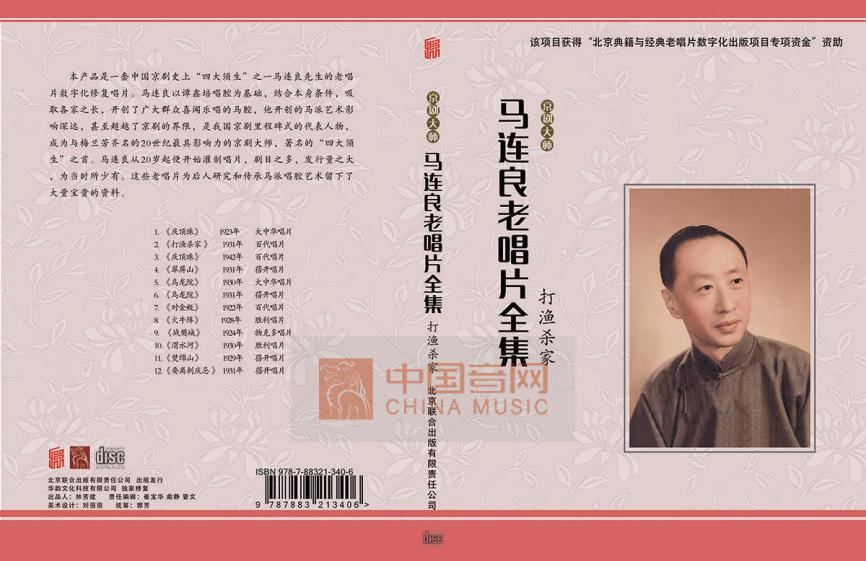 该项目获得“北京典籍与经典老唱片数字化出版项目专项资金”资助
本产品是一套中国京剧史上“四大须生”之一马连良先生的老唱
片数字化修复唱片。马连良以谭鑫培唱腔为基础，结合本身条件，吸
取各家之长，开创了广大群众喜闻乐唱的马腔，他开创的马派艺术影
响深远，甚至超越了京剧的界限，是我国京剧里程碑式的代表人物，
成为与梅兰芳齐名的20世纪最具影响力的京剧大师，著名的“四大须
生”之首。马连良从20岁起便开始灌制唱片，剧目之多，发行量之大
，为当时所少有。这些老唱片为后人研究和传承马派唱腔艺术留下了
大量宝贵的资料。
1.《庆顶珠》 1923年 大中华唱片
2.《打渔杀家》 1931年 百代唱片
3.《庆顶珠》 1942年 百代唱片
4.《翠屏山》 1931年 蓓开唱片
5.《乌龙院》 1930年 大中华唱片
6.《乌龙院》 1931年 蓓开唱片
7.《对金瓶》 1922年 百代唱片
8.《火牛阵》 1928年 胜利唱片
9.《战樊城》 1924年 物克多唱片
10.《渭水河》 1930年 胜利唱片
11.《焚绵山》 1929年 蓓开唱片
12.《要离刺庆忌》 1931年 蓓开唱片
disc
北京联合出版有限责任公司 出版发行
华韵文化科技有限公司 独家修复
出品人：林芳建 责任编辑：崔宝华 俞静 管文
美术设计：刘蓓蓓 统筹：郭芳
ISBN 978-7-88321-340-6
9 787883 213406 >
京剧大师
马连良老唱片全集
打渔杀家
北京联合出版有限责任公司
disc
京剧大师
马连良老唱片全集
打渔杀家
中国音网
CHINA MUSIC